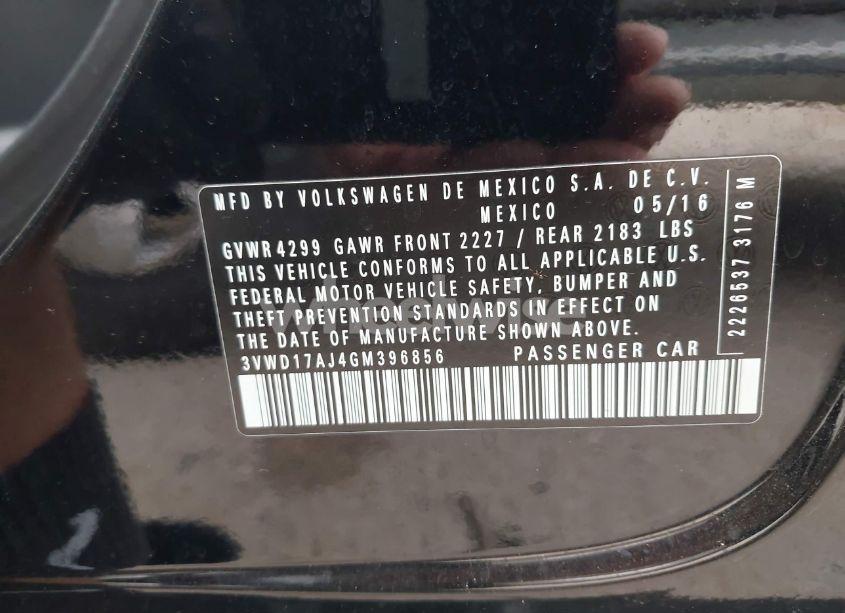 MFD BY VOLKSWAGEN DE MEXICO S.A. DE C.V.
MEXICO 05/16
GVWR 4299 GAWR FRONT 2227 / REAR 2183 LBS
THIS VEHICLE CONFORMS TO ALL APPLICABLE U.S.
FEDERAL MOTOR VEHICLE SAFETY, BUMPER AND
THEFT PREVENTION STANDARDS IN EFFECT ON
THE DATE OF MANUFACTURE SHOWN ABOVE.
3VWD17AJ4GM396856 PASSENGER CAR
2226537 3176 M